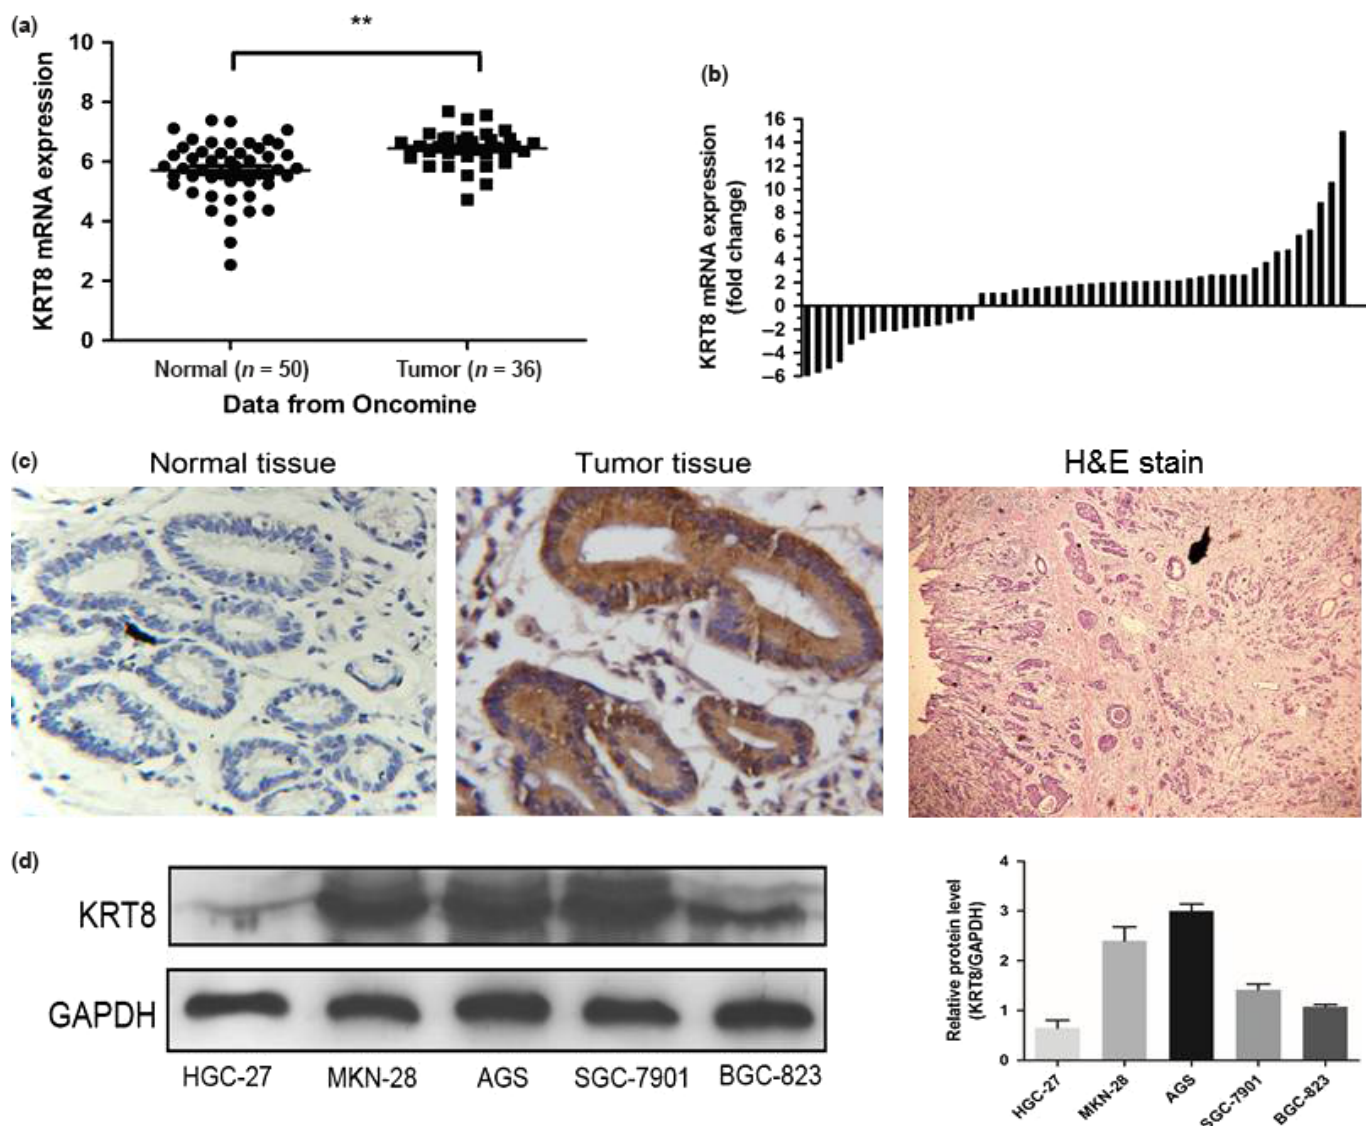 (a)
**
KRT8 mRNA expression
10
8
6
4
2
0
Normal (n = 50)
Tumor (n = 36)
Data from Oncomine
(b)
KRT8 mRNA expression
(fold change)
16
14
12
10
8
6
4
2
0
–2
–4
–6
(c)
Normal tissue
Tumor tissue
H&E stain
(d)
KRT8
GAPDH
HGC-27
MKN-28
AGS
SGC-7901
BGC-823
Relative protein level
(KRT8/GAPDH)
4
3
2
1
0
HGC-27
MKN-28
AGS
SGC-7901
BGC-823